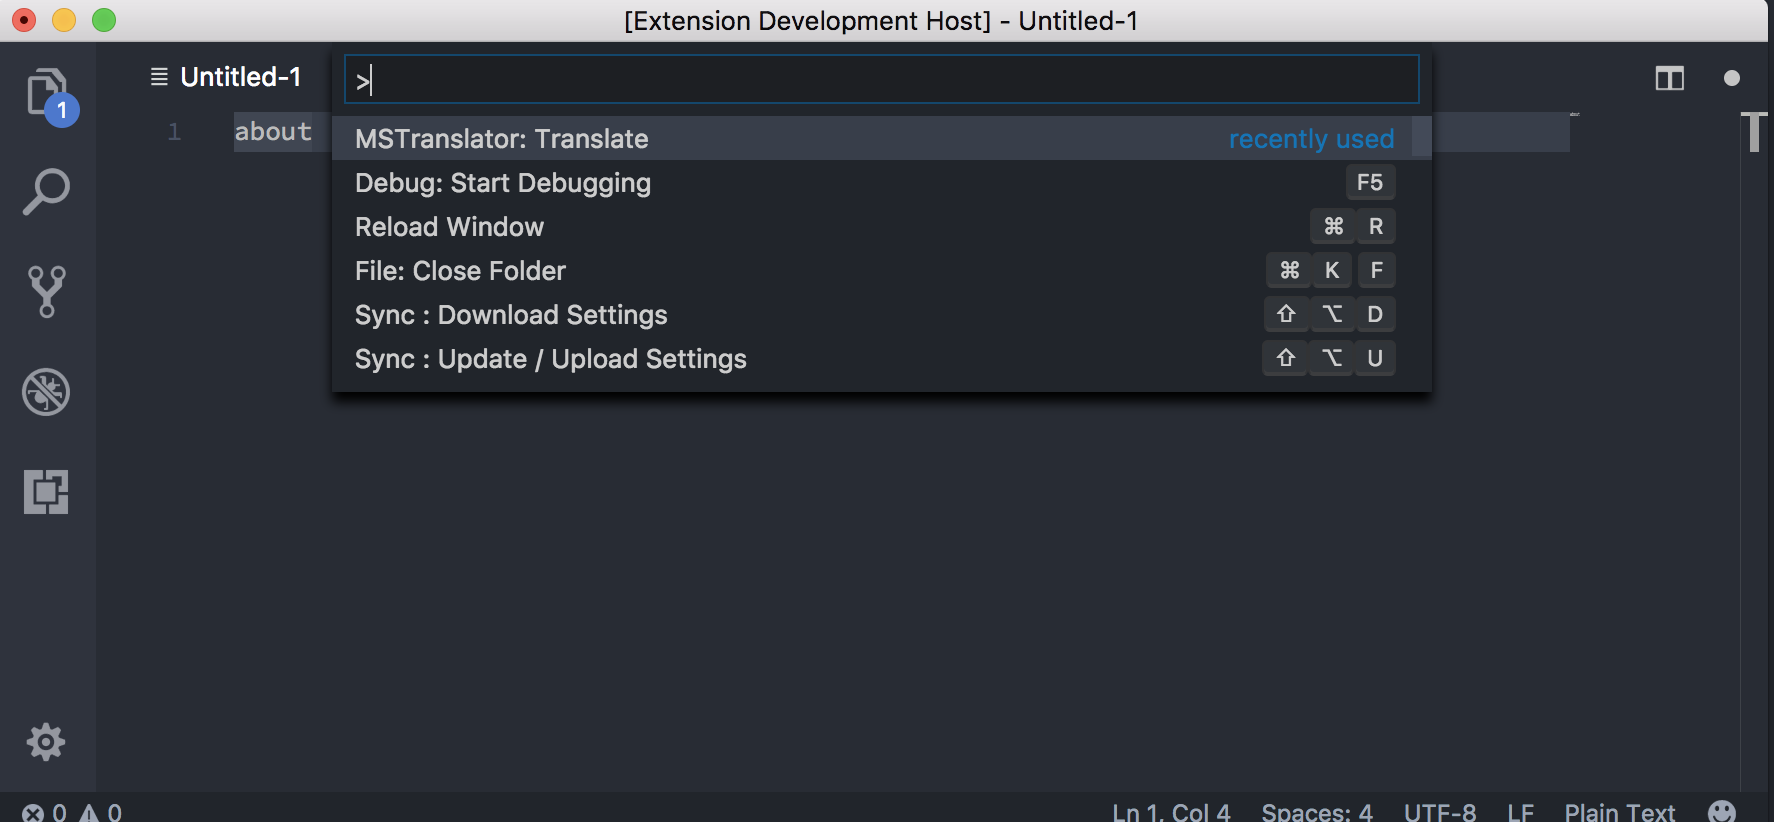 [Extension Development Host] - Untitled-1
Untitled-1
>
1
1 about
MSTranslator: Translate recently used
Debug: Start Debugging F5
Reload Window ⌘ R
File: Close Folder ⌘ K F
Sync : Download Settings ⇧ ⌥ D
Sync : Update / Upload Settings ⇧ ⌥ U
0 0 Ln 1, Col 4 Spaces: 4 UTF-8 LF Plain Text